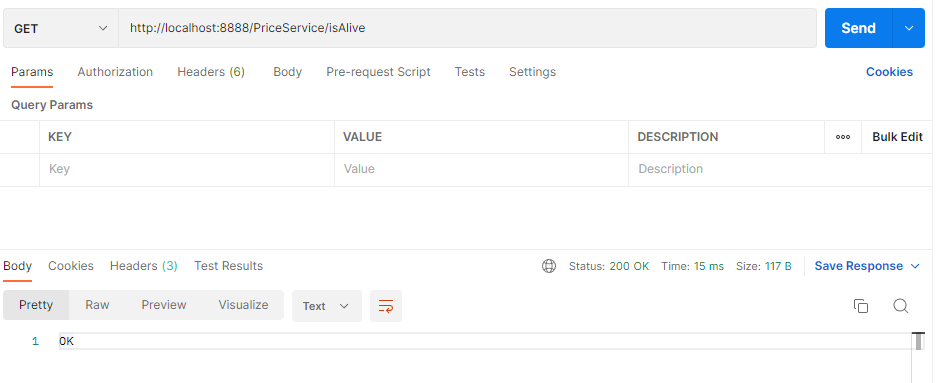 GET http://localhost:8888/PriceService/isAlive Send
Params Authorization Headers (6) Body Pre-request Script Tests Settings Cookies
Query Params
KEY VALUE DESCRIPTION ooo Bulk Edit
Key Value Description
Body Cookies Headers (3) Test Results Status: 200 OK Time: 15 ms Size: 117 B Save Response
Pretty Raw Preview Visualize Text
1 OK